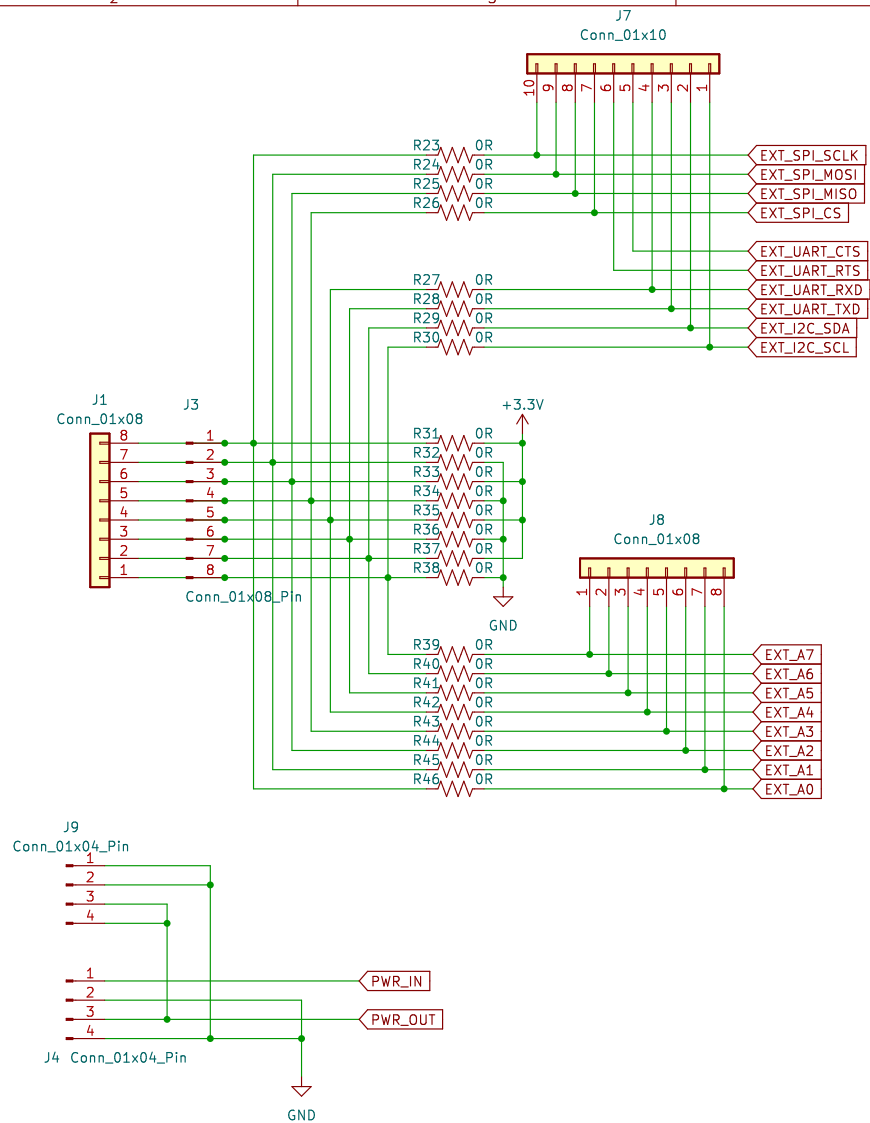 J7
Conn_01x10
10 9 8 7 6 5 4 3 2 1
R23 0R EXT_SPI_SCLK
R24 0R EXT_SPI_MOSI
R25 0R EXT_SPI_MISO
R26 0R EXT_SPI_CS
EXT_UART_CTS
EXT_UART_RTS
R27 0R EXT_UART_RXD
R28 0R EXT_UART_TXD
R29 0R EXT_I2C_SDA
R30 0R EXT_I2C_SCL
J1 J3 +3.3V
Conn_01x08
8 1 R31 0R
7 2 R32 0R
6 3 R33 0R
5 4 R34 0R
4 5 R35 0R
3 6 R36 0R
2 7 R37 0R
1 8 R38 0R
Conn_01x08_Pin
GND
J8
Conn_01x08
1 2 3 4 5 6 7 8
R39 0R EXT_A7
R40 0R EXT_A6
R41 0R EXT_A5
R42 0R EXT_A4
R43 0R EXT_A3
R44 0R EXT_A2
R45 0R EXT_A1
R46 0R EXT_A0
J9
Conn_01x04_Pin
1
2
3
4
1 PWR_IN
2
3 PWR_OUT
4
J4 Conn_01x04_Pin
GND